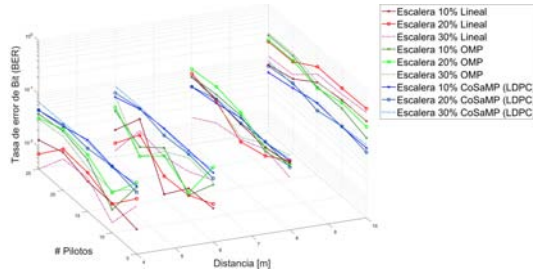 Escalera 10% Lineal
Escalera 20% Lineal
Escalera 30% Lineal
Escalera 10% OMP
Escalera 20% OMP
Escalera 30% OMP
Escalera 10% CoSaMP (LDPC)
Escalera 20% CoSaMP (LDPC)
Escalera 30% CoSaMP (LDPC)
Tasa de error de Bit (BER)
# Pilotos
Distancia [m]